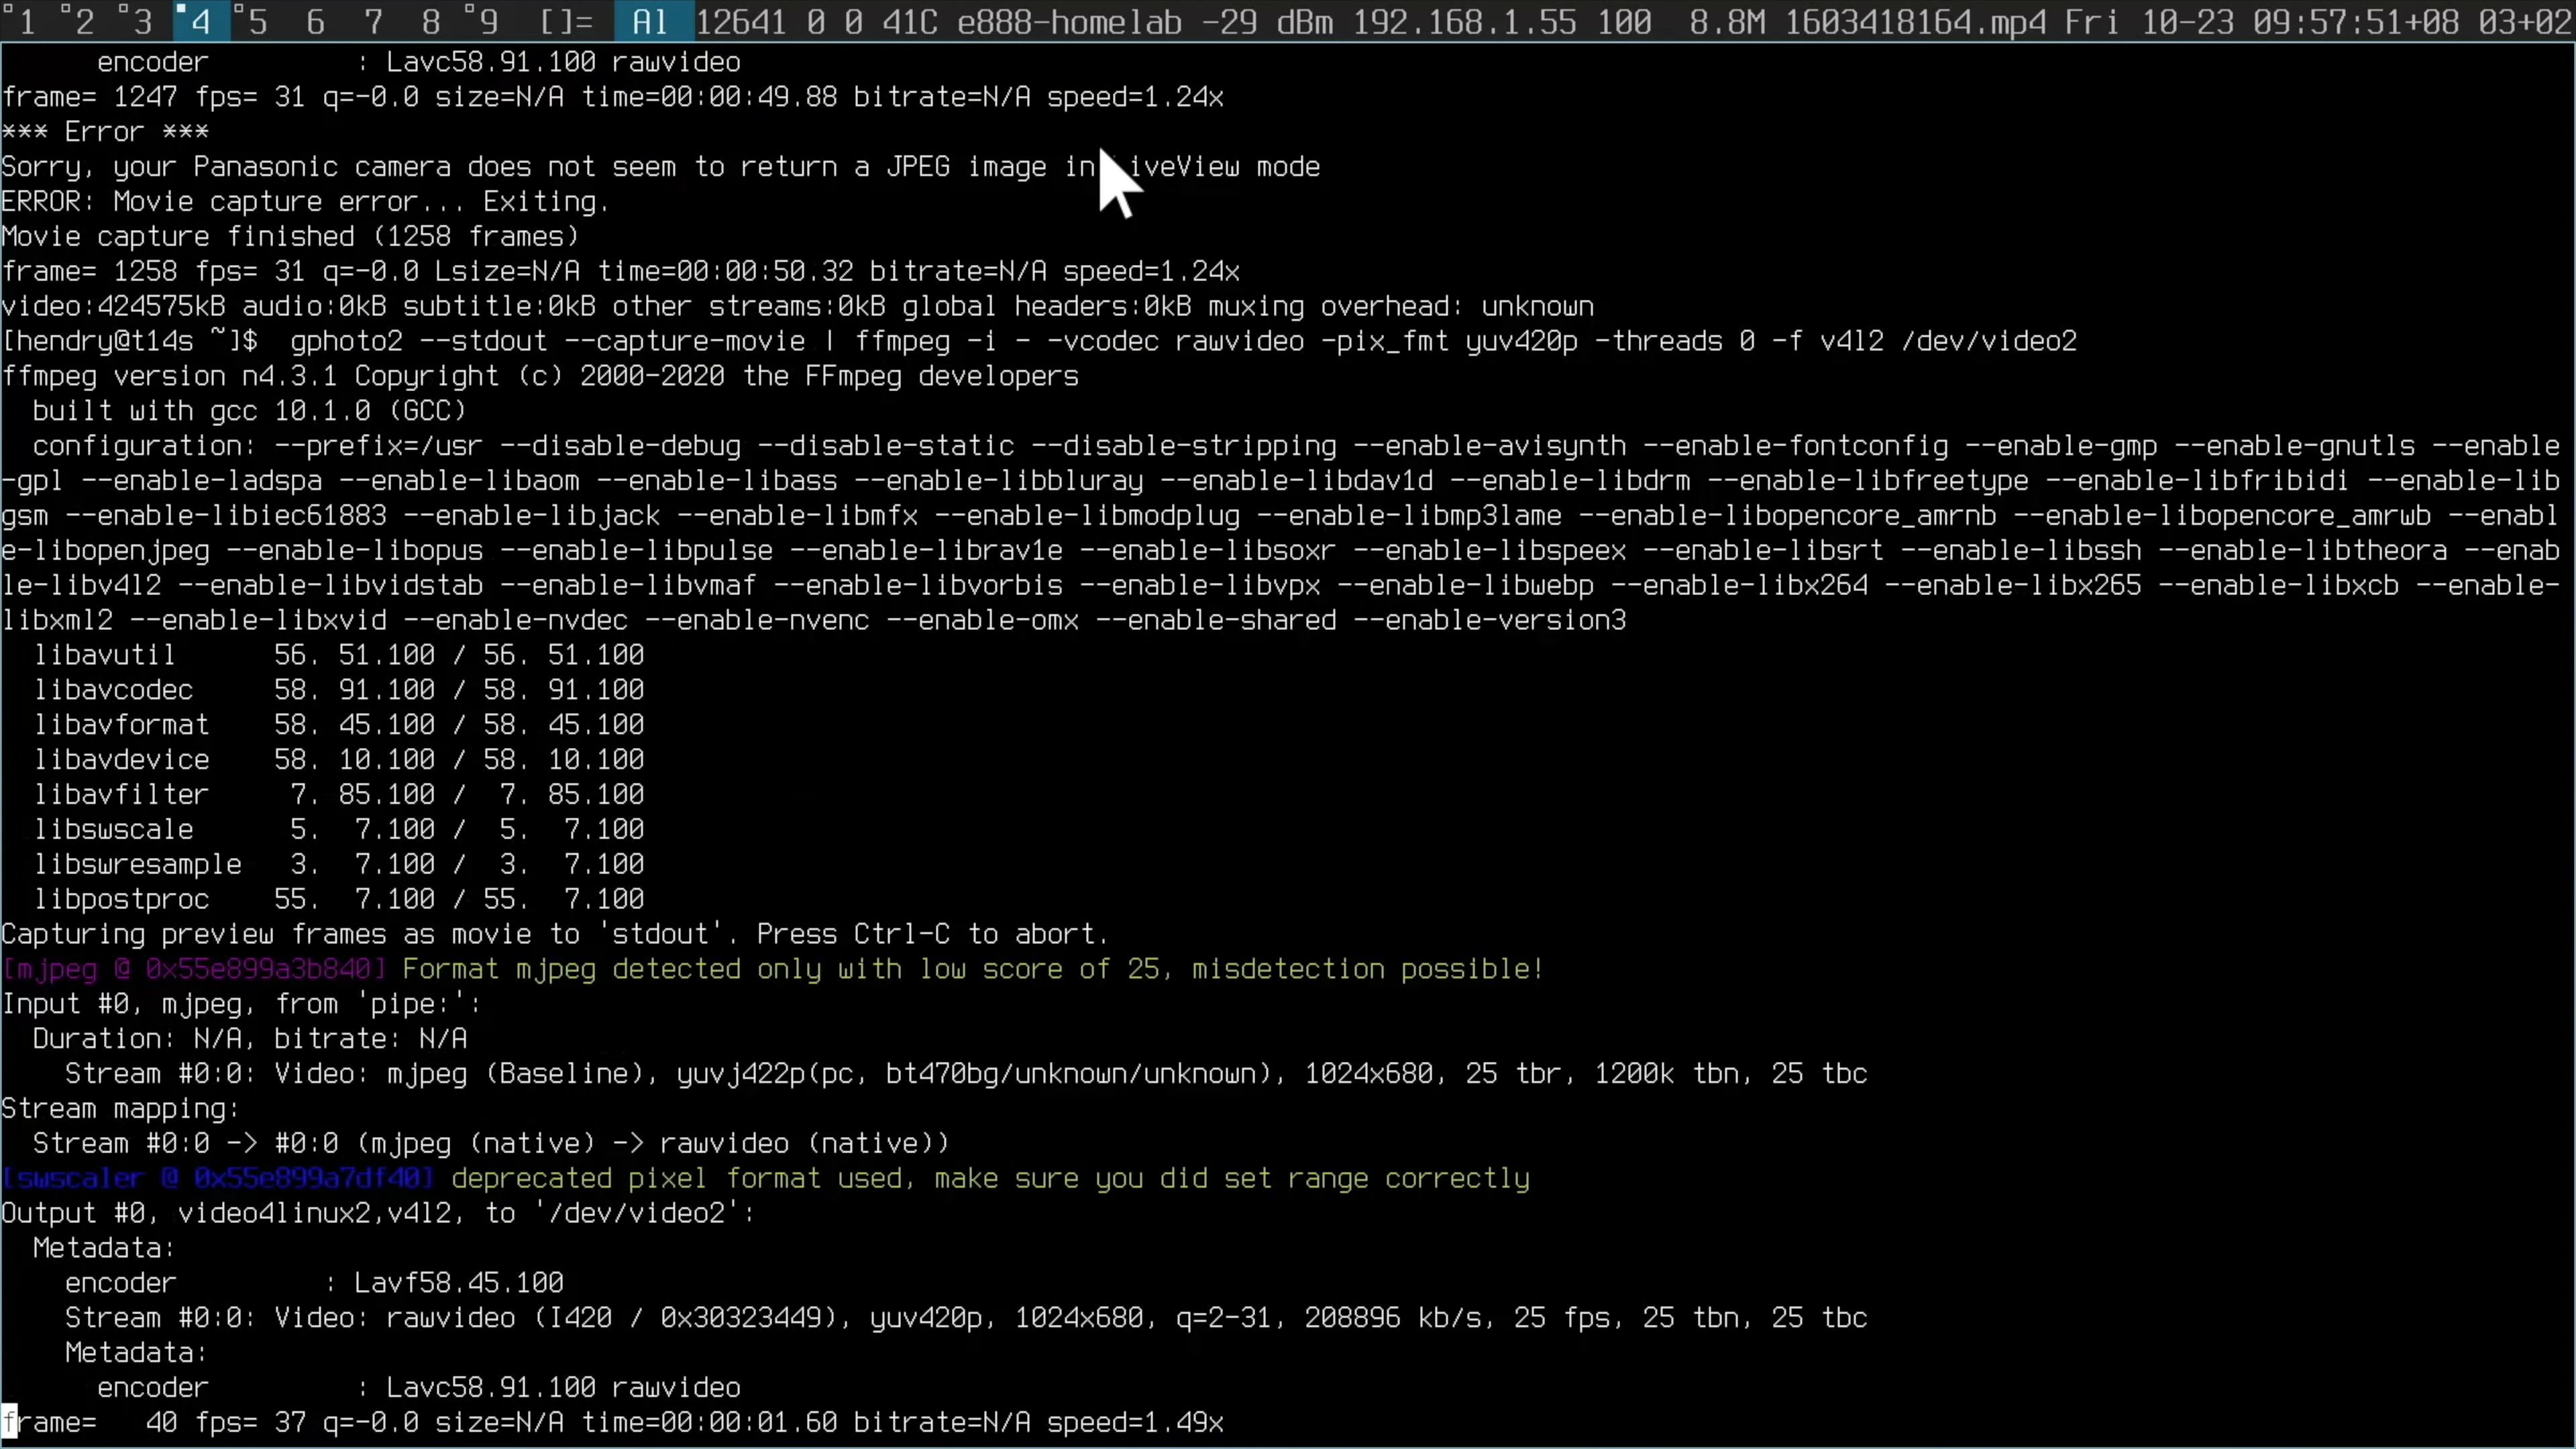 1 2 3 4 5 6 7 8 9 []= Al 12641 0 0 41C e888-homelab -29 dBm 192.168.1.55 100 8.8M 1603418164.mp4 Fri 10-23 09:57:51+08 03+02
encoder : Lavc58.91.100 rawvideo
frame= 1247 fps= 31 q=-0.0 size=N/A time=00:00:49.88 bitrate=N/A speed=1.24x
*** Error ***
Sorry, your Panasonic camera does not seem to return a JPEG image in iveView mode
ERROR: Movie capture error... Exiting.
Movie capture finished (1258 frames)
frame= 1258 fps= 31 q=-0.0 Lsize=N/A time=00:00:50.32 bitrate=N/A speed=1.24x
video:424575kB audio:0kB subtitle:0kB other streams:0kB global headers:0kB muxing overhead: unknown
[hendry@t14s ~]$ gphoto2 --stdout --capture-movie | ffmpeg -i - -vcodec rawvideo -pix_fmt yuv420p -threads 0 -f v4l2 /dev/video2
ffmpeg version n4.3.1 Copyright (c) 2000-2020 the FFmpeg developers
built with gcc 10.1.0 (GCC)
configuration: --prefix=/usr --disable-debug --disable-static --disable-stripping --enable-avisynth --enable-fontconfig --enable-gmp --enable-gnutls --enable
-gpl --enable-ladspa --enable-libaom --enable-libass --enable-libbluray --enable-libdav1d --enable-libdrm --enable-libfreetype --enable-libfribidi --enable-lib
gsm --enable-libiec61883 --enable-libjack --enable-libmfx --enable-libmodplug --enable-libmp3lame --enable-libopencore_amrnb --enable-libopencore_amrwb --enabl
e-libopenjpeg --enable-libopus --enable-libpulse --enable-librav1e --enable-libsoxr --enable-libspeex --enable-libsrt --enable-libssh --enable-libtheora --enab
le-libv4l2 --enable-libvidstab --enable-libvmaf --enable-libvorbis --enable-libvpx --enable-libwebp --enable-libx264 --enable-libx265 --enable-libxcb --enable-
libxml2 --enable-libxvid --enable-nvdec --enable-nvenc --enable-omx --enable-shared --enable-version3
libavutil 56. 51.100 / 56. 51.100
libavcodec 58. 91.100 / 58. 91.100
libavformat 58. 45.100 / 58. 45.100
libavdevice 58. 10.100 / 58. 10.100
libavfilter 7. 85.100 / 7. 85.100
libswscale 5. 7.100 / 5. 7.100
libswresample 3. 7.100 / 3. 7.100
libpostproc 55. 7.100 / 55. 7.100
Capturing preview frames as movie to 'stdout'. Press Ctrl-C to abort.
[mjpeg @ 0x55e899a3b840] Format mjpeg detected only with low score of 25, misdetection possible!
Input #0, mjpeg, from 'pipe:':
Duration: N/A, bitrate: N/A
Stream #0:0: Video: mjpeg (Baseline), yuvj422p(pc, bt470bg/unknown/unknown), 1024x680, 25 tbr, 1200k tbn, 25 tbc
Stream mapping:
Stream #0:0 -> #0:0 (mjpeg (native) -> rawvideo (native))
[swscaler @ 0x55e899a7df40] deprecated pixel format used, make sure you did set range correctly
Output #0, video4linux2,v4l2, to '/dev/video2':
Metadata:
encoder : Lavf58.45.100
Stream #0:0: Video: rawvideo (I420 / 0x30323449), yuv420p, 1024x680, q=2-31, 208896 kb/s, 25 fps, 25 tbn, 25 tbc
Metadata:
encoder : Lavc58.91.100 rawvideo
frame= 40 fps= 37 q=-0.0 size=N/A time=00:00:01.60 bitrate=N/A speed=1.49x